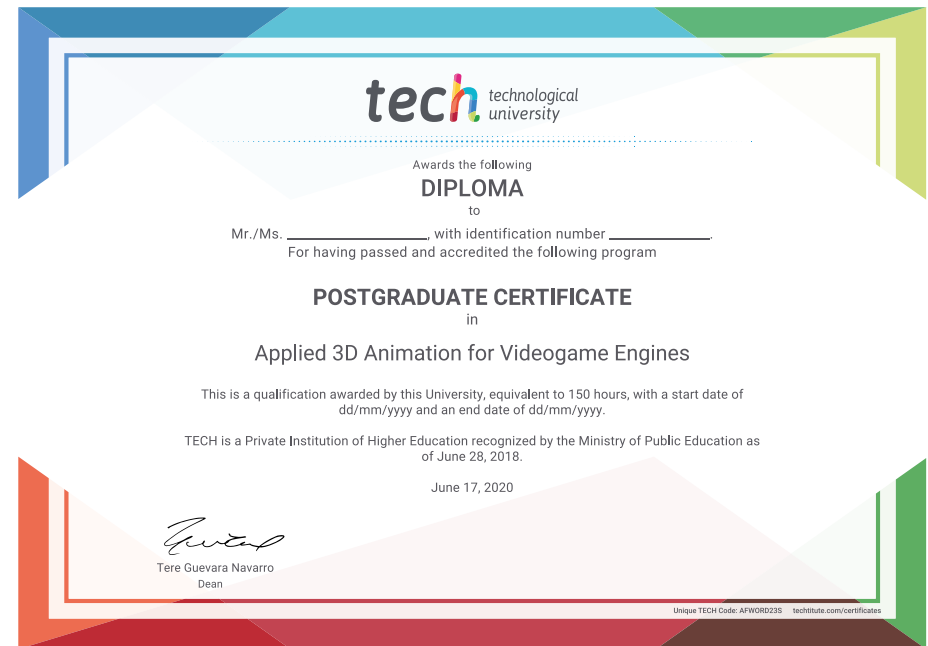 tech technological
university
Awards the following
DIPLOMA
to
Mr./Ms. ____________________, with identification number ______________.
For having passed and accredited the following program
POSTGRADUATE CERTIFICATE
in
Applied 3D Animation for Videogame Engines
This is a qualification awarded by this University, equivalent to 150 hours, with a start date of
dd/mm/yyyy and an end date of dd/mm/yyyy.
TECH is a Private Institution of Higher Education recognized by the Ministry of Public Education as
of June 28, 2018.
June 17, 2020
Tere Guevara Navarro
Dean
Unique TECH Code: AFWORD23S techtitute.com/certificates